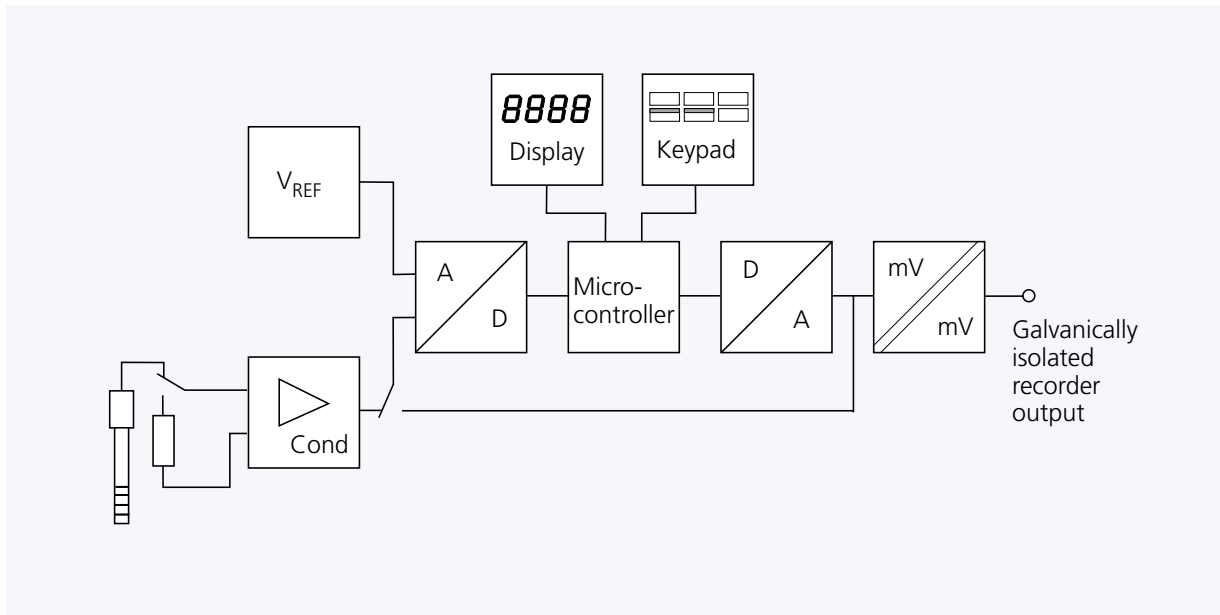 8888
Display
Keypad
VREF
A
D
Micro-
controller
D
A
mV
mV
Galvanically
isolated
recorder
output
Cond